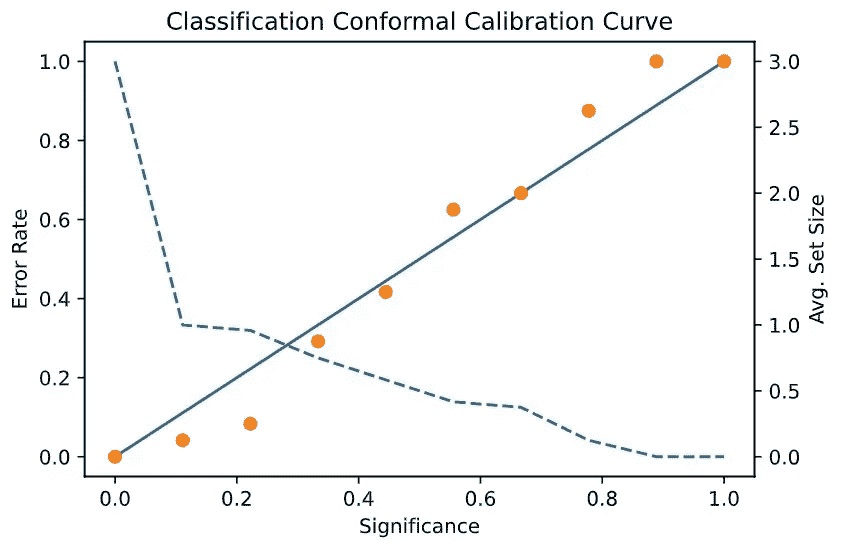 Classification Conformal Calibration Curve
1.0
0.8
0.6
0.4
0.2
0.0
Error Rate
3.0
2.5
2.0
1.5
1.0
0.5
0.0
Avg. Set Size
0.0 0.2 0.4 0.6 0.8 1.0
Significance